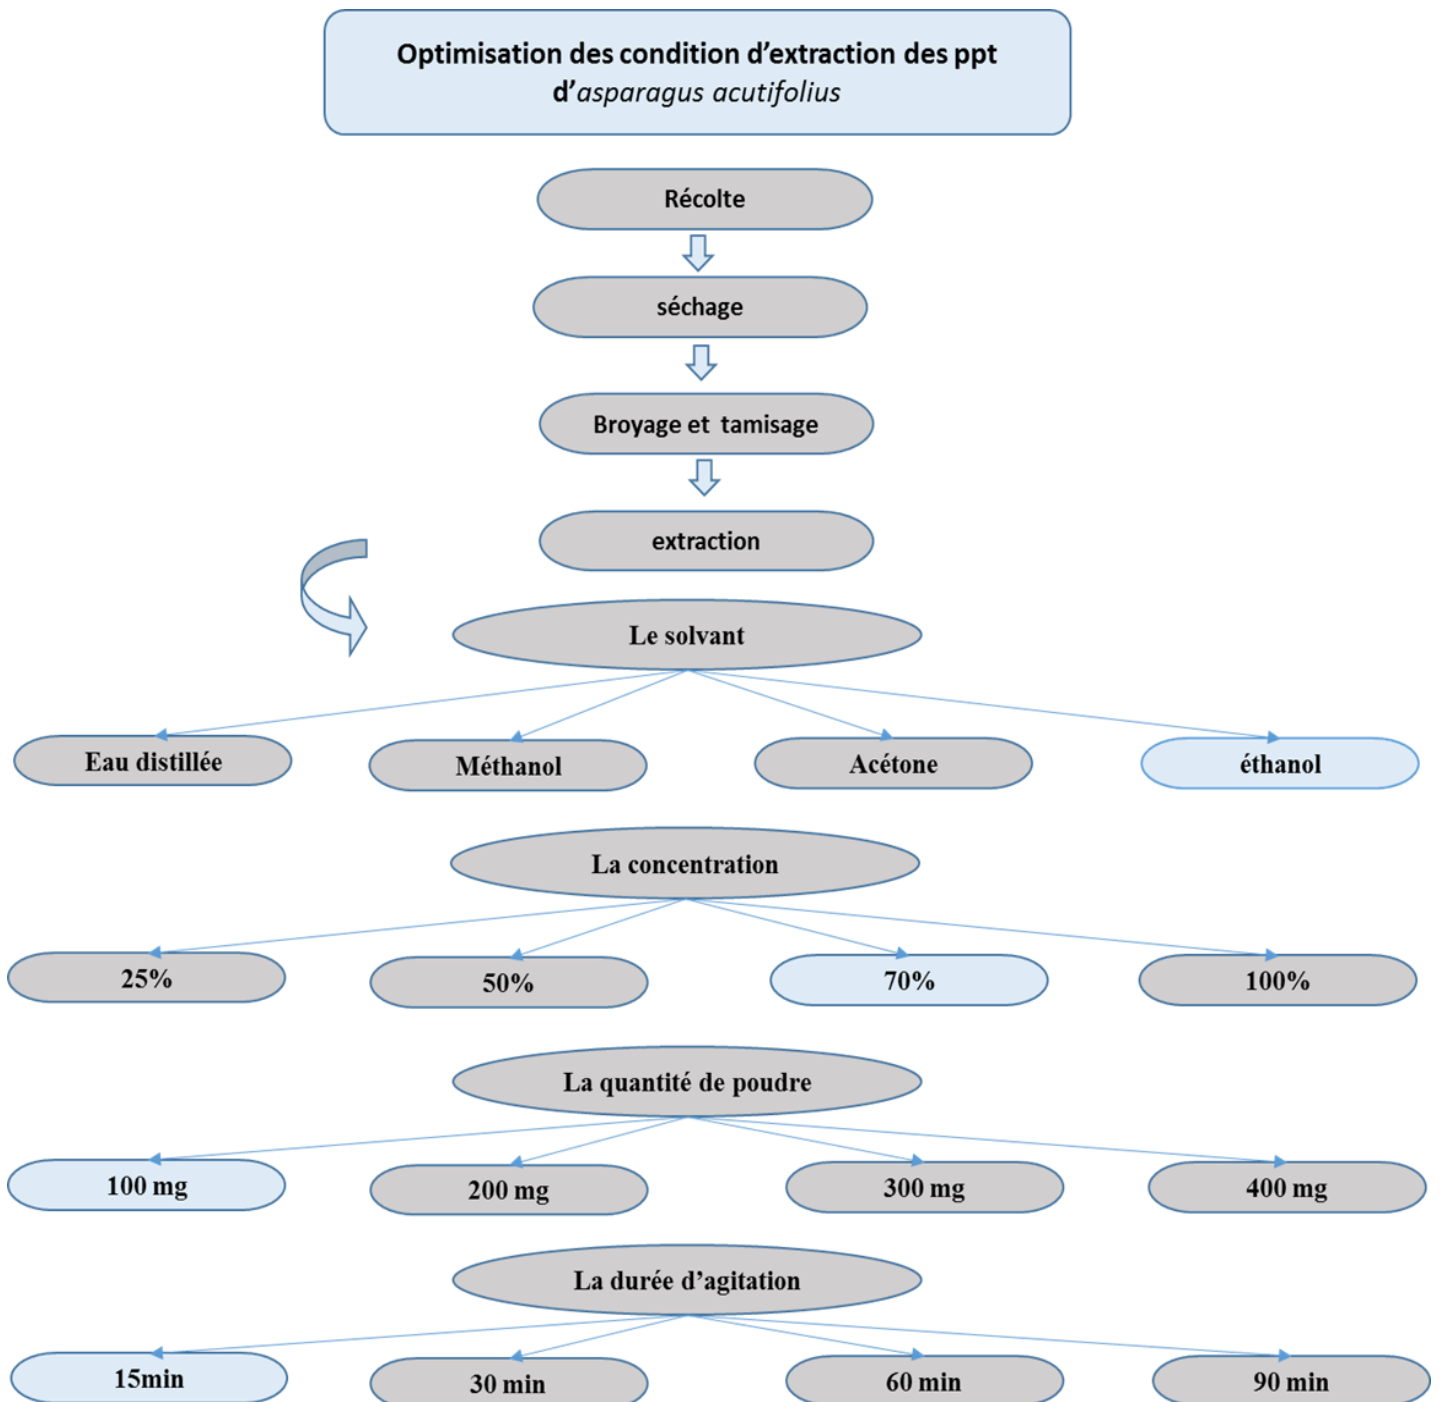 Optimisation des condition d’extraction des ppt
d’asparagus acutifolius
Récolte
séchage
Broyage et tamisage
extraction
Le solvant
Eau distillée
Méthanol
Acétone
éthanol
La concentration
25%
50%
70%
100%
La quantité de poudre
100 mg
200 mg
300 mg
400 mg
La durée d’agitation
15min
30 min
60 min
90 min